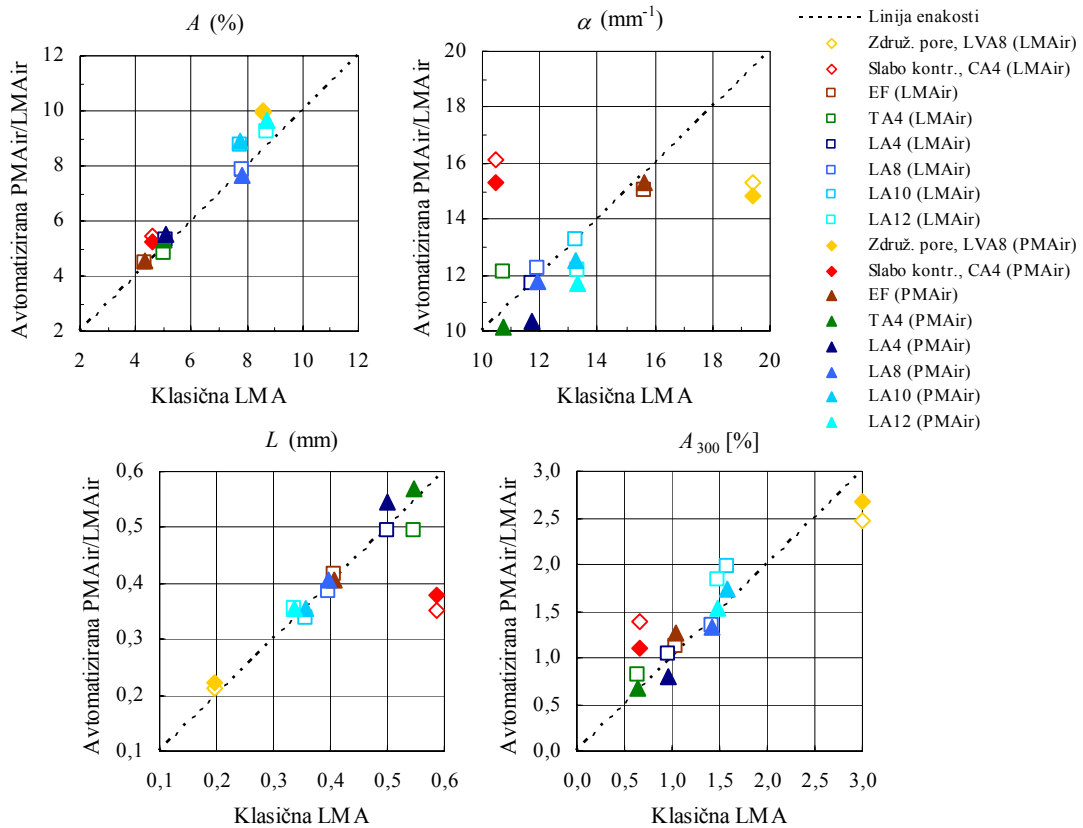 A (%)
Avtomatizirana PMAir/LMAir
12
10
8
6
4
2
2 4 6 8 10 12
Klasična LMA
α (mm-1)
Avtomatizirana PMAir/LMAir
20
18
16
14
12
10
10 12 14 16 18 20
Klasična LMA
Linija enakosti
Združ. pore, LVA8 (LMAir)
Slabo kontr., CA4 (LMAir)
EF (LMAir)
TA4 (LMAir)
LA4 (LMAir)
LA8 (LMAir)
LA10 (LMAir)
LA12 (LMAir)
Združ. pore, LVA8 (PMAir)
Slabo kontr., CA4 (PMAir)
EF (PMAir)
TA4 (PMAir)
LA4 (PMAir)
LA8 (PMAir)
LA10 (PMAir)
LA12 (PMAir)
L (mm)
Avtomatizirana PMAir/LMAir
0,6
0,5
0,4
0,3
0,2
0,1
0,1 0,2 0,3 0,4 0,5 0,6
Klasična LMA
A300 [%]
Avtomatizirana PMAir/LMAir
3,0
2,5
2,0
1,5
1,0
0,5
0,0
0,0 0,5 1,0 1,5 2,0 2,5 3,0
Klasična LMA